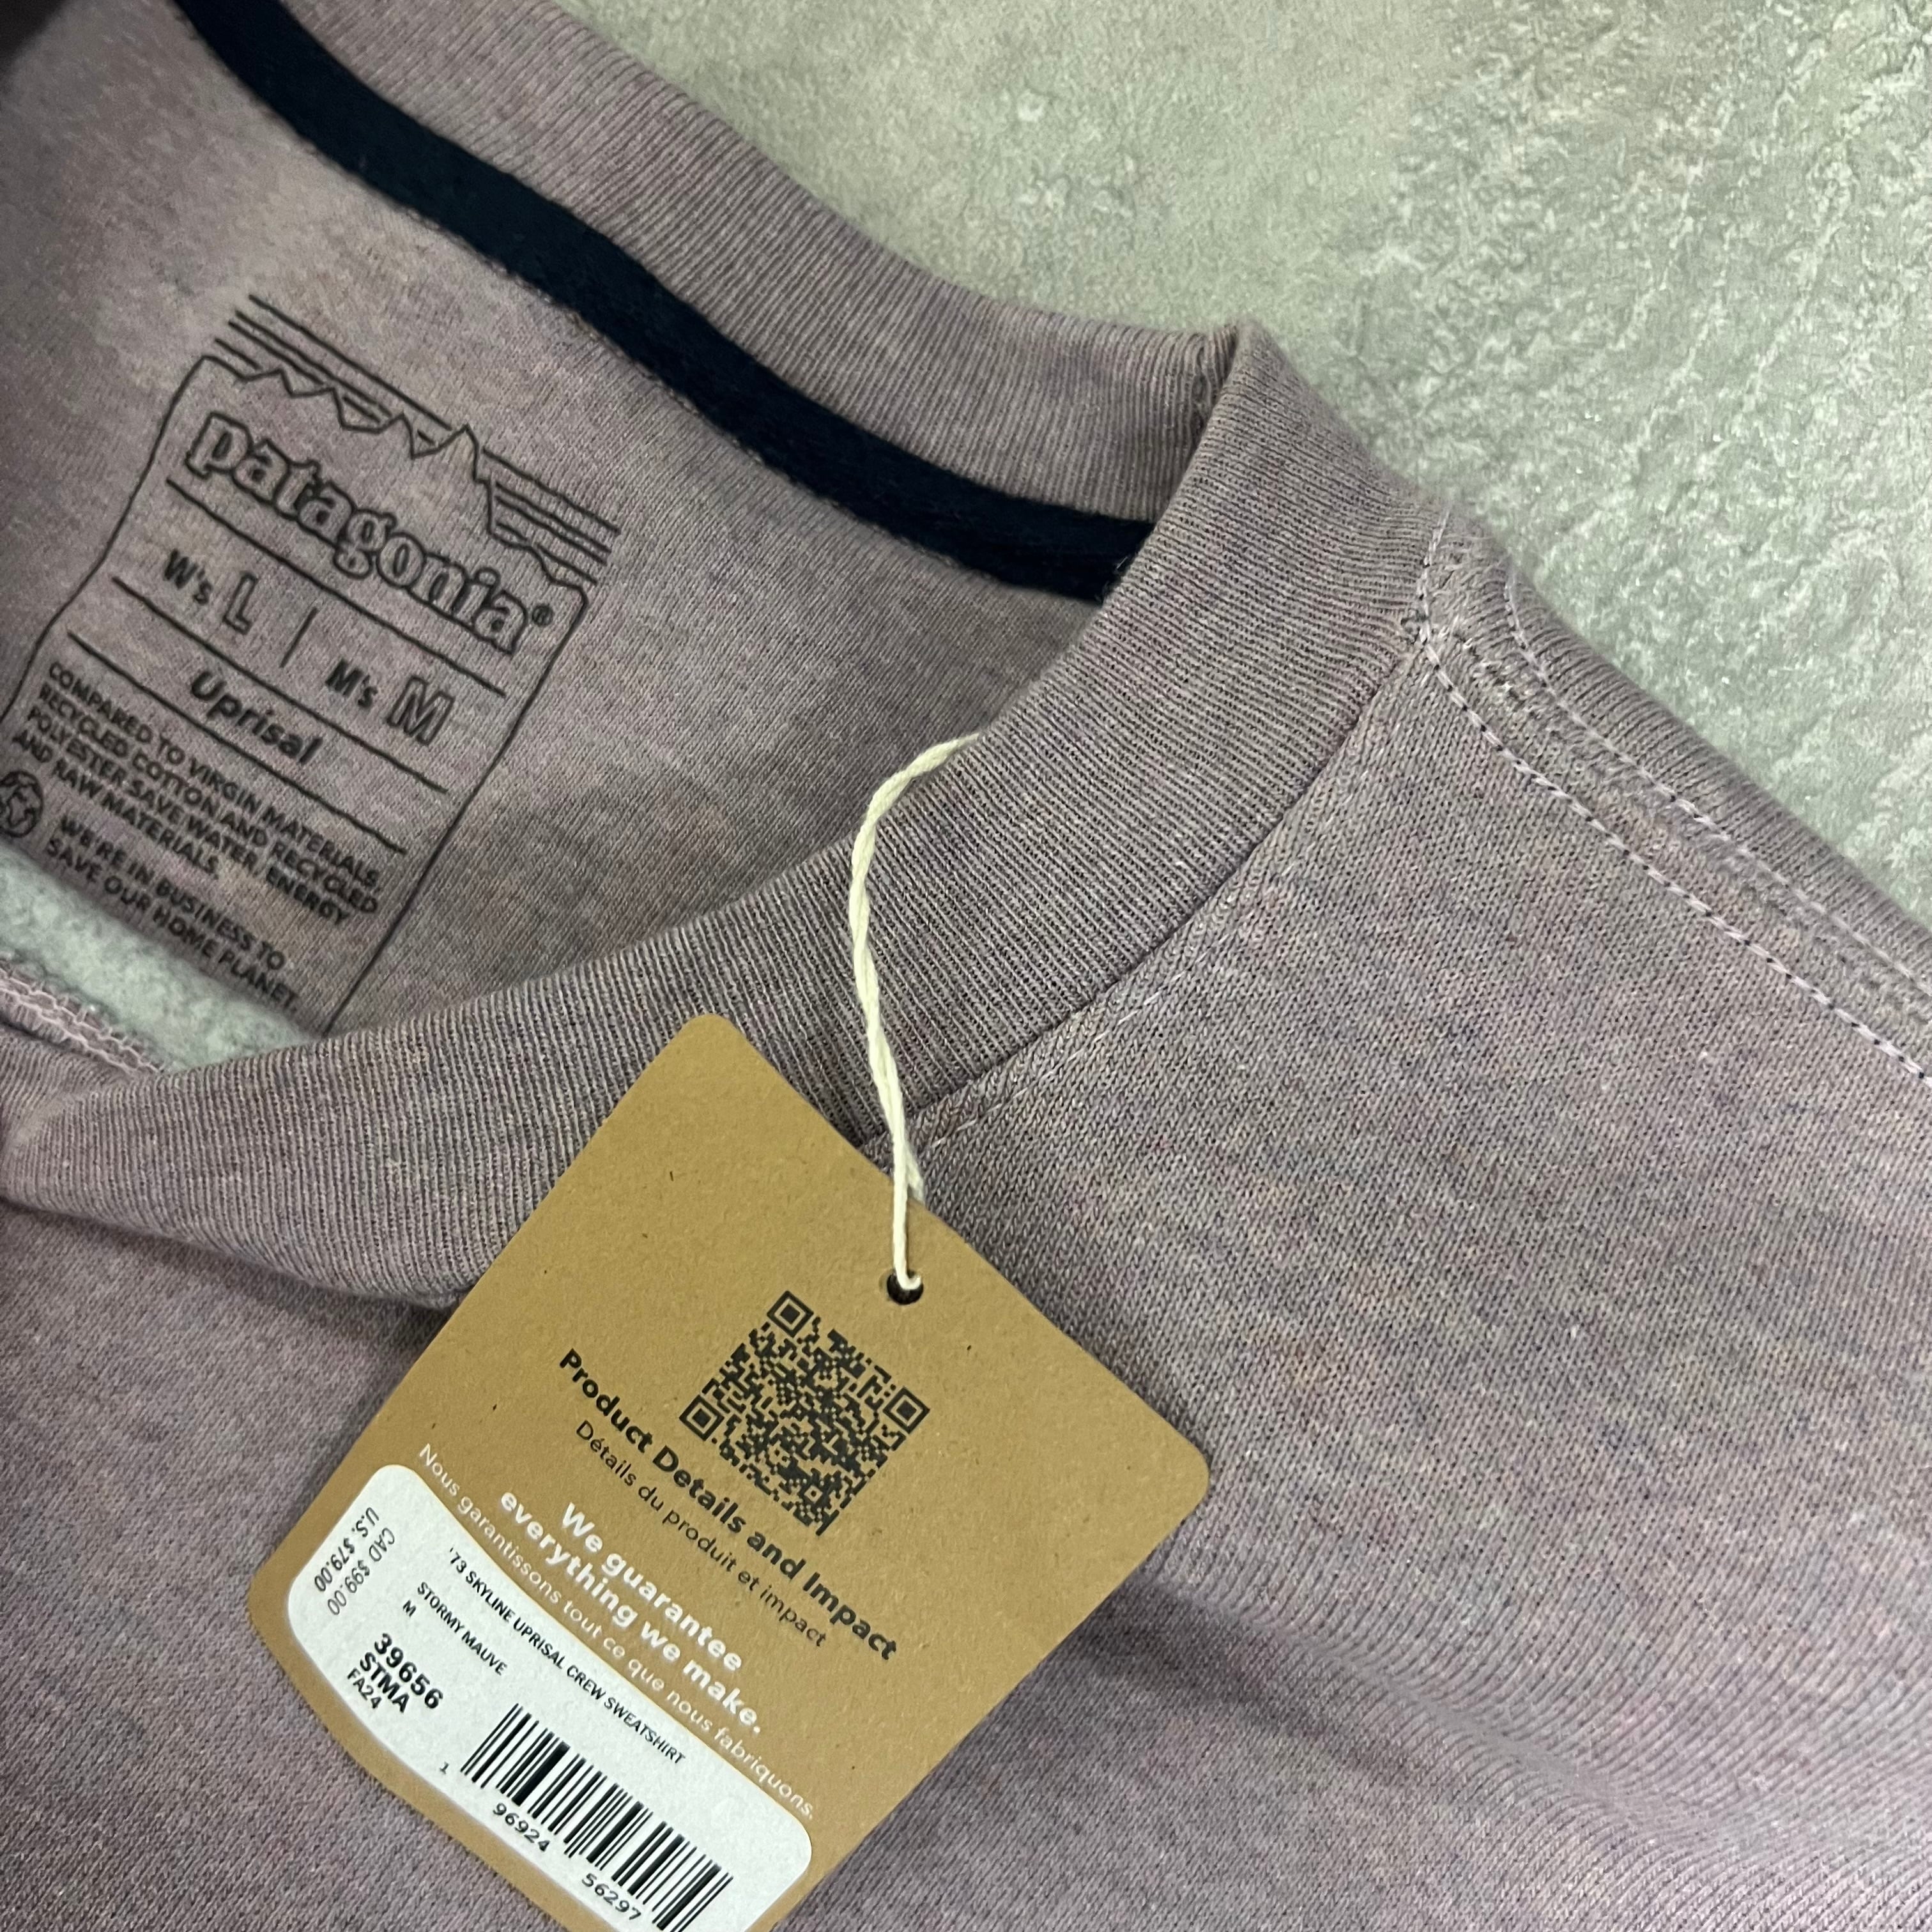 patagonia®
W's L | M's M
Uprisal
COMPARED TO VIRGIN MATERIALS,
RECYCLED COTTON AND RECYCLED
POLYESTER SAVE WATER, ENERGY
AND RAW MATERIALS.
WE'RE IN BUSINESS TO
SAVE OUR HOME PLANET.
Product Details and Impact
Détails du produit et impact
We guarantee
everything we make.
Nous garantissons tout ce que nous fabriquons.
'73 SKYLINE UPRISAL CREW SWEATSHIRT
STORMY MAUVE
M
CAD $99.00
U.S. $79.00
39656
STMA
FA24
1 96924 56297